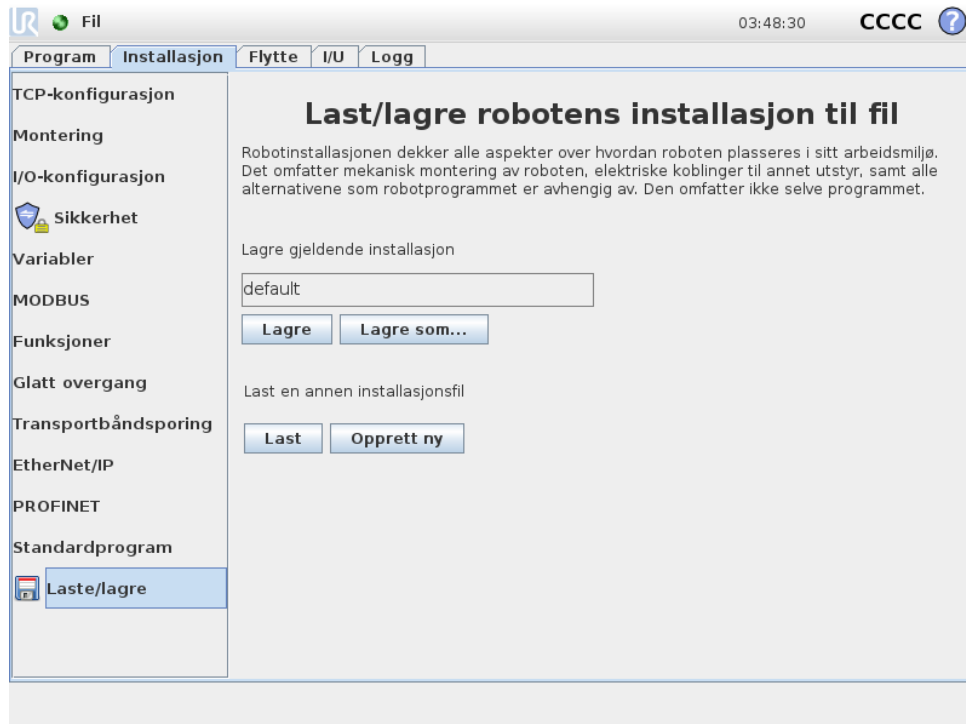 UR Fil 03:48:30 CCCC ?
Program Installasjon Flytte I/U Logg
TCP-konfigurasjon
Montering
I/O-konfigurasjon
Sikkerhet
Variabler
MODBUS
Funksjoner
Glatt overgang
Transportbåndsporing
EtherNet/IP
PROFINET
Standardprogram
Laste/lagre
Last/lagre robotens installasjon til fil
Robotinstallasjonen dekker alle aspekter over hvordan roboten plasseres i sitt arbeidsmiljø.
Det omfatter mekanisk montering av roboten, elektriske koblinger til annet utstyr, samt alle
alternativene som robotprogrammet er avhengig av. Den omfatter ikke selve programmet.
Lagre gjeldende installasjon
default
Lagre Lagre som...
Last en annen installasjonsfil
Last Opprett ny